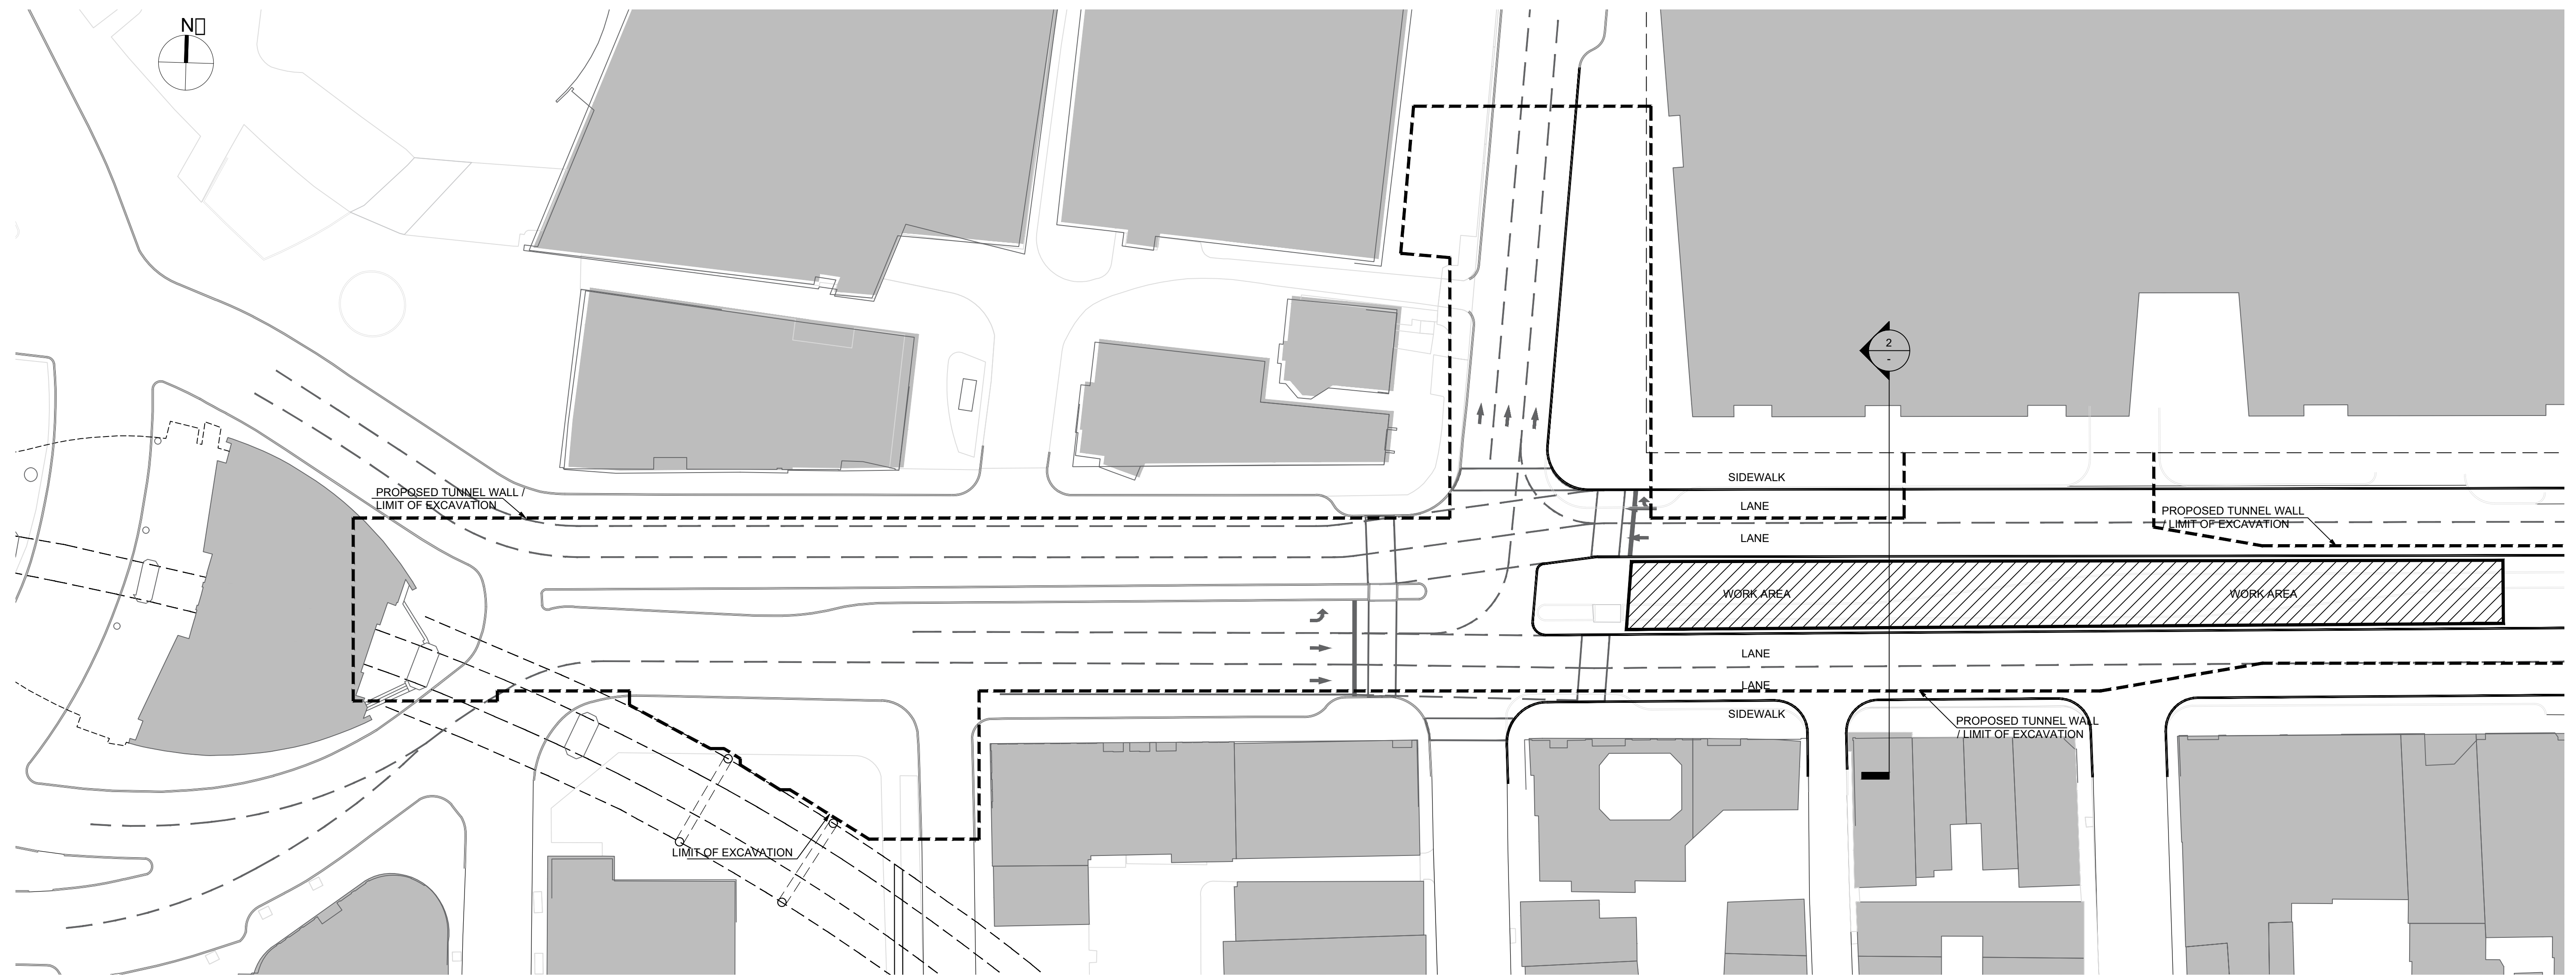 N
2
-
SIDEWALK
PROPOSED TUNNEL WALL /
LIMIT OF EXCAVATION
LANE
PROPOSED TUNNEL WALL
/ LIMIT OF EXCAVATION
LANE
WORK AREA
WORK AREA
LANE
LANE
SIDEWALK
PROPOSED TUNNEL WALL
/ LIMIT OF EXCAVATION
LIMIT OF EXCAVATION